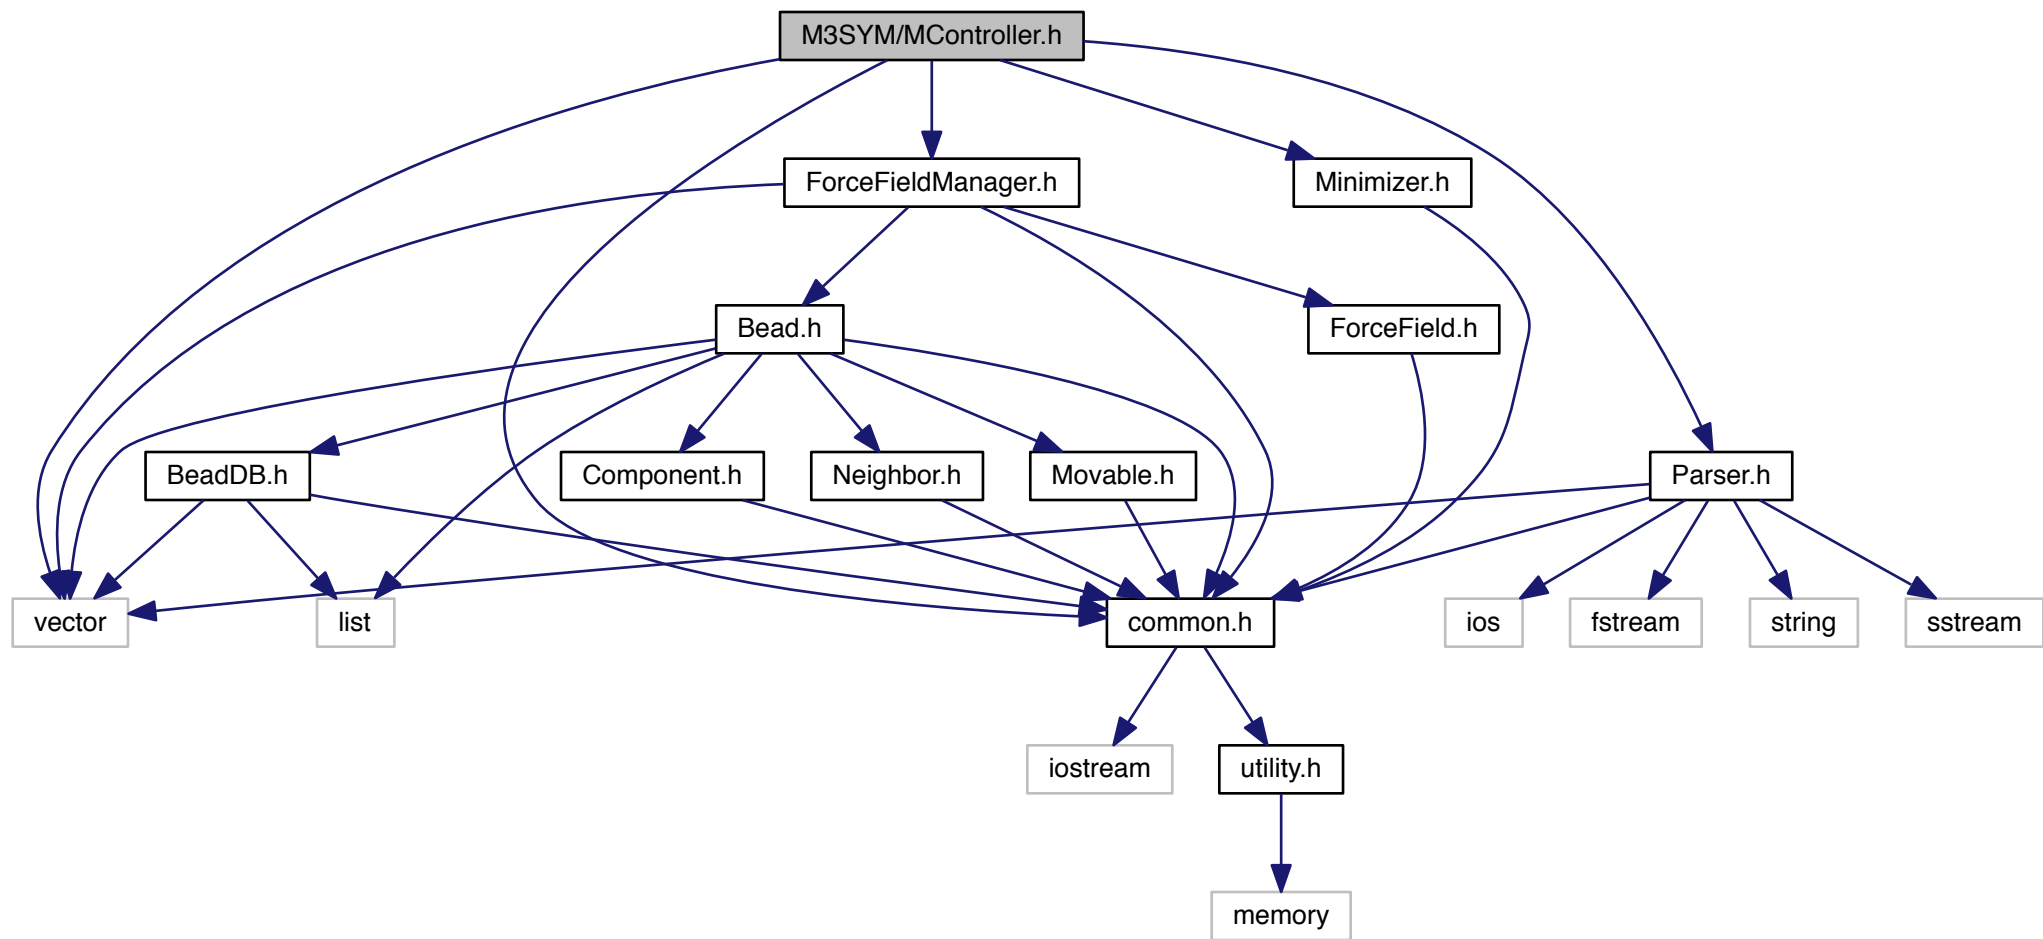 M3SYM/MController.h
ForceFieldManager.h
Minimizer.h
Bead.h
ForceField.h
BeadDB.h
Component.h
Neighbor.h
Movable.h
Parser.h
vector
list
common.h
ios
fstream
string
sstream
iostream
utility.h
memory